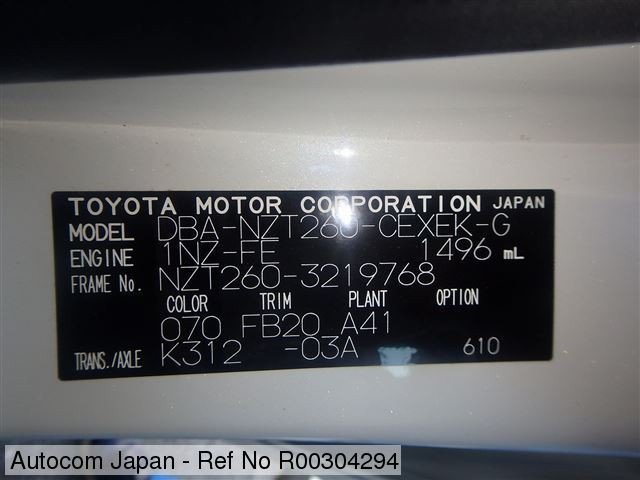 TOYOTA MOTOR CORPORATION JAPAN
MODEL DBA-NZT260-CEXEK-G
ENGINE 1NZ-FE 1496 mL
FRAME No. NZT260-3219768
COLOR TRIM PLANT OPTION
070 FB20 A41
TRANS./AXLE K312 -03A 610
Autocom Japan - Ref No R00304294